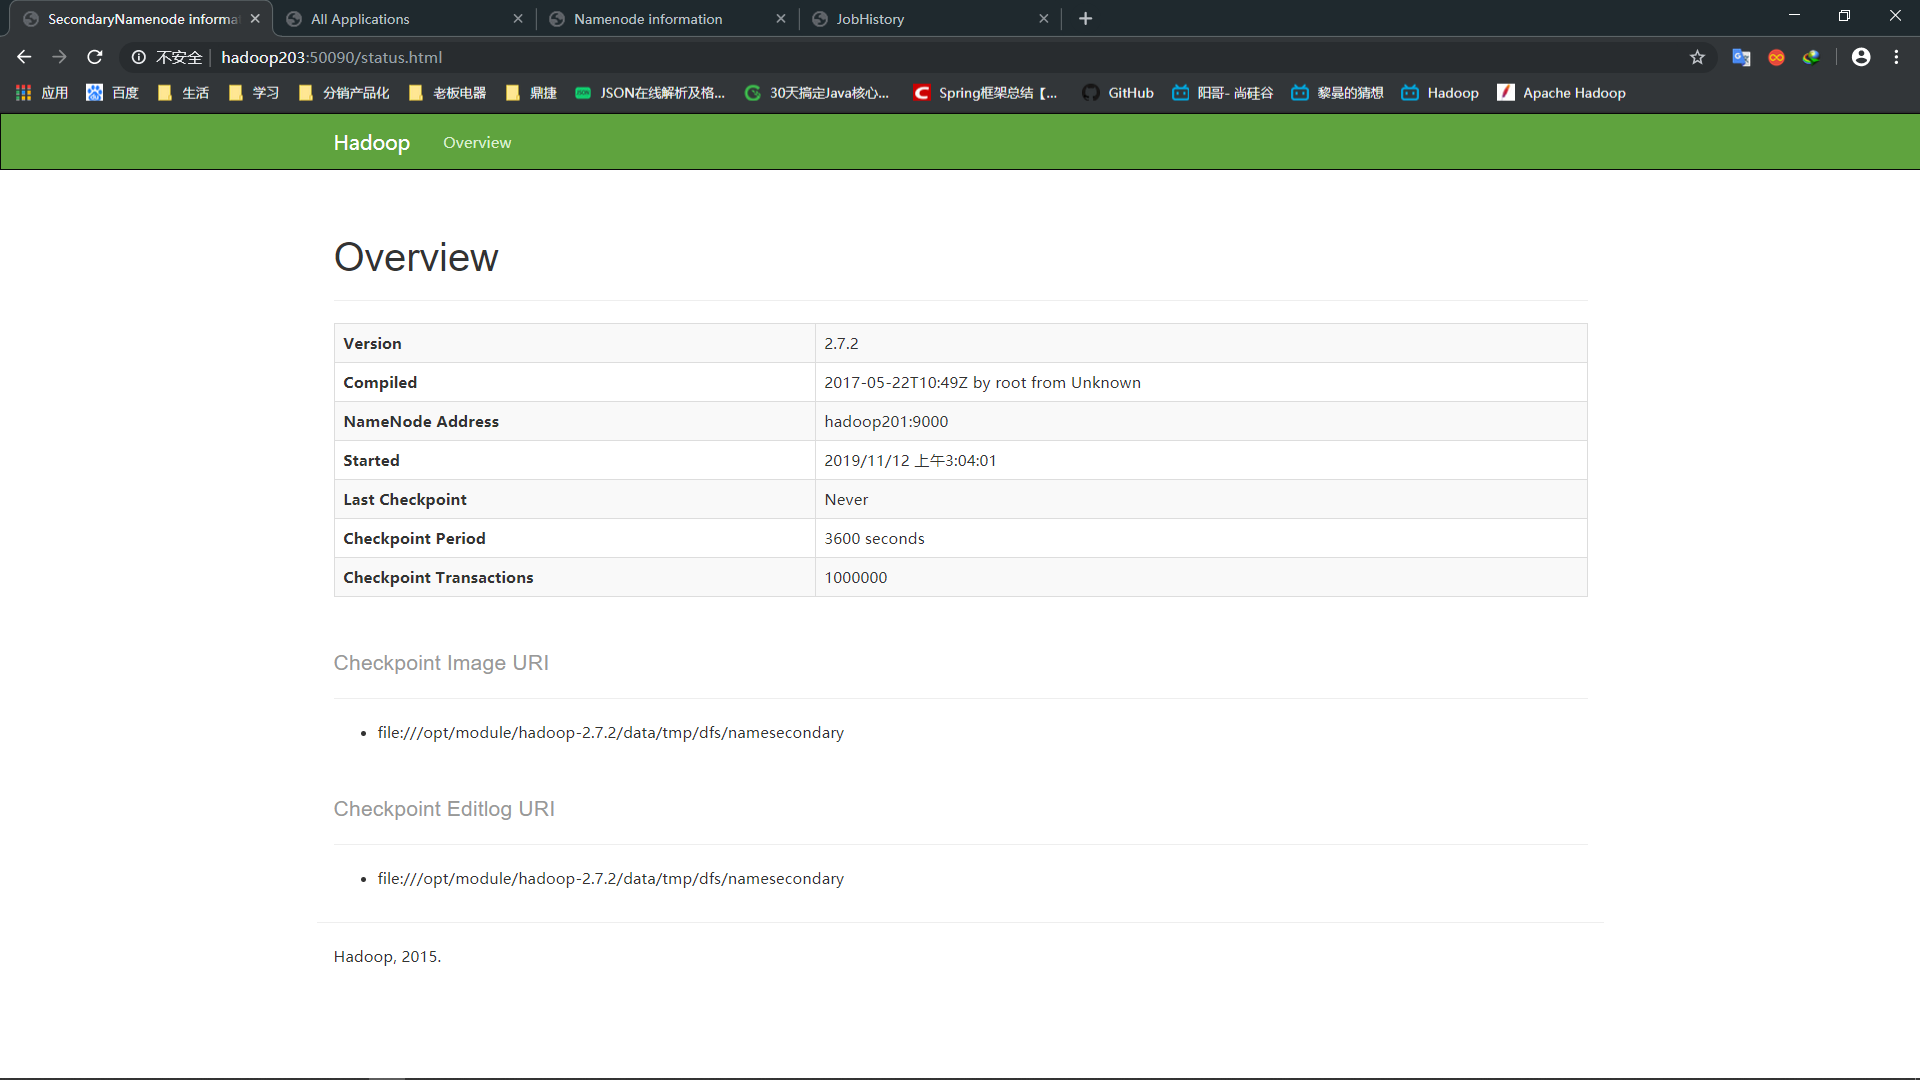 SecondaryNamenode informa
All Applications
Namenode information
JobHistory
不安全 hadoop203:50090/status.html
应用 百度 生活 学习 分销产品化 老板电器 鼎捷 JSON在线解析及格... 30天搞定Java核心... Spring框架总结【... GitHub 阳哥- 尚硅谷 黎曼的猜想 Hadoop Apache Hadoop
Hadoop Overview
Overview
Version 2.7.2
Compiled 2017-05-22T10:49Z by root from Unknown
NameNode Address hadoop201:9000
Started 2019/11/12 上午3:04:01
Last Checkpoint Never
Checkpoint Period 3600 seconds
Checkpoint Transactions 1000000
Checkpoint Image URI
• file:///opt/module/hadoop-2.7.2/data/tmp/dfs/namesecondary
Checkpoint Editlog URI
• file:///opt/module/hadoop-2.7.2/data/tmp/dfs/namesecondary
Hadoop, 2015.